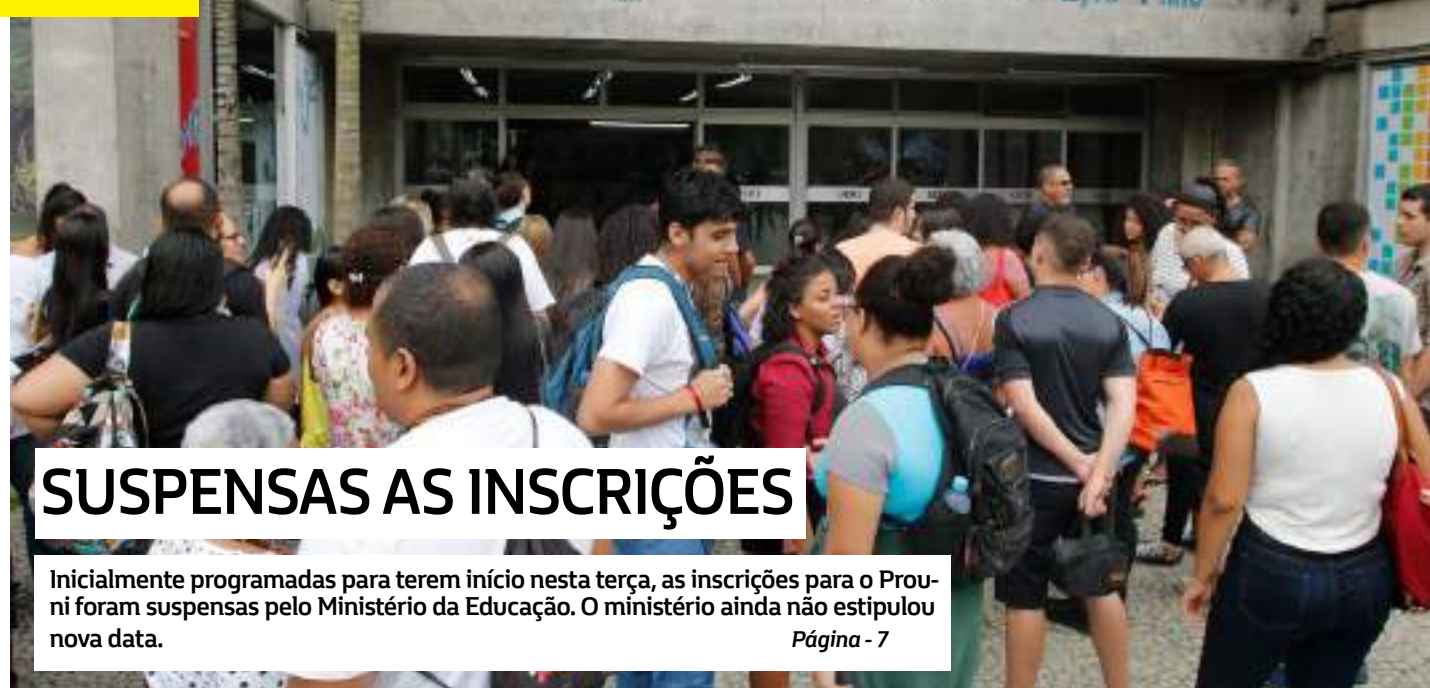 SUSPENSAS AS INSCRIÇÕES
Inicialmente programadas para terem início nesta terça, as inscrições para o Prou-
ni foram suspensas pelo Ministério da Educação. O ministério ainda não estipulou
nova data. Página - 7